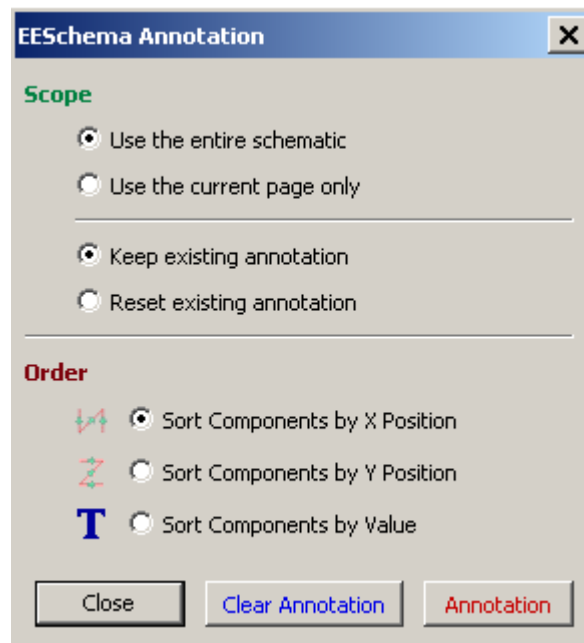 EESchema Annotation
Scope
Use the entire schematic
Use the current page only
Keep existing annotation
Reset existing annotation
Order
Sort Components by X Position
Sort Components by Y Position
T Sort Components by Value
Close Clear Annotation Annotation